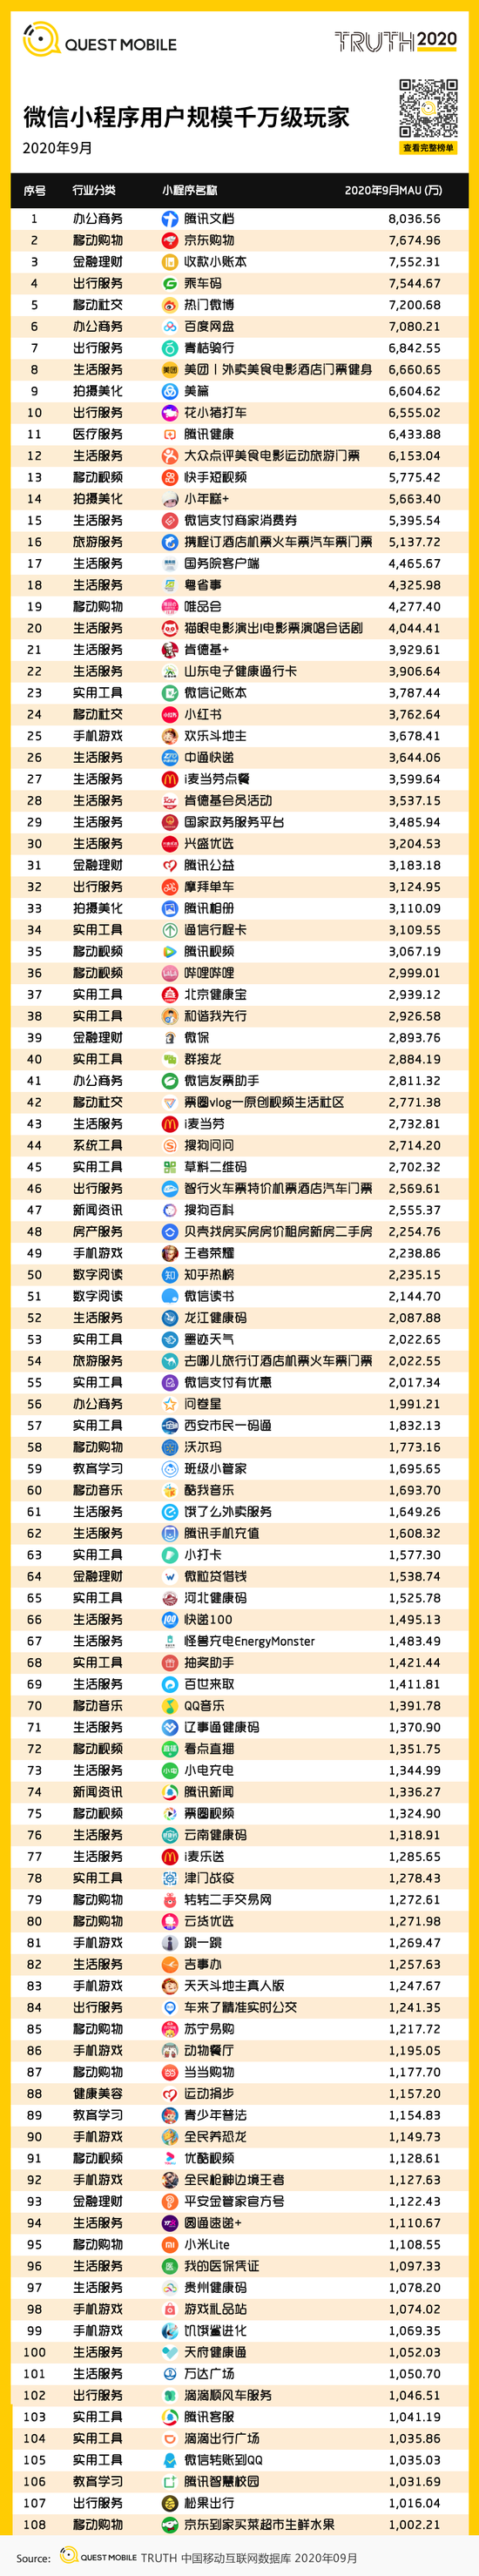 QUEST MOBILE
TRUTH2020
微信小程序用户规模千万级玩家
2020年9月
查看完整榜单
序号 行业分类 小程序名称 2020年9月MAU (万)
1 办公商务 腾讯文档 8,036.56
2 移动购物 京东购物 7,674.96
3 金融理财 收款小账本 7,552.31
4 出行服务 乘车码 7,544.67
5 移动社交 热门微博 7,200.68
6 办公商务 百度网盘 7,080.21
7 出行服务 青桔骑行 6,842.55
8 生活服务 美团丨外卖美食电影酒店门票健身 6,660.65
9 拍摄美化 美篇 6,604.62
10 出行服务 花小猪打车 6,555.02
11 医疗服务 腾讯健康 6,433.88
12 生活服务 大众点评美食电影运动旅游门票 6,153.04
13 移动视频 快手短视频 5,775.42
14 拍摄美化 小年糕+ 5,663.40
15 生活服务 微信支付商家消费券 5,395.54
16 旅游服务 携程订酒店机票火车票汽车票门票 5,137.72
17 生活服务 国务院客户端 4,465.67
18 生活服务 粤省事 4,325.98
19 移动购物 唯品会 4,277.40
20 生活服务 猫眼电影演出|电影票演唱会话剧 4,044.41
21 生活服务 肯德基+ 3,929.61
22 生活服务 山东电子健康通行卡 3,906.64
23 实用工具 微信记账本 3,787.44
24 移动社交 小红书 3,762.64
25 手机游戏 欢乐斗地主 3,678.41
26 生活服务 中通快递 3,644.06
27 生活服务 i麦当劳点餐 3,599.64
28 生活服务 肯德基会员活动 3,537.15
29 生活服务 国家政务服务平台 3,485.94
30 生活服务 兴盛优选 3,204.53
31 金融理财 腾讯公益 3,183.18
32 出行服务 摩拜单车 3,124.95
33 拍摄美化 腾讯相册 3,110.09
34 实用工具 通信行程卡 3,109.55
35 移动视频 腾讯视频 3,067.19
36 移动视频 哔哩哔哩 2,999.01
37 实用工具 北京健康宝 2,939.12
38 实用工具 和谐我先行 2,926.58
39 金融理财 微保 2,893.76
40 实用工具 群接龙 2,884.19
41 办公商务 微信发票助手 2,811.32
42 移动社交 票圈vlog一原创视频生活社区 2,771.38
43 生活服务 i麦当劳 2,732.81
44 系统工具 搜狗问问 2,714.20
45 实用工具 草料二维码 2,702.32
46 出行服务 智行火车票特价机票酒店汽车门票 2,569.61
47 新闻资讯 搜狗百科 2,555.37
48 房产服务 贝壳找房买房房价租房新房二手房 2,254.76
49 手机游戏 王者荣耀 2,238.86
50 数字阅读 知乎热榜 2,235.15
51 数字阅读 微信读书 2,144.70
52 生活服务 龙江健康码 2,087.88
53 实用工具 墨迹天气 2,022.65
54 旅游服务 去哪儿旅行订酒店机票火车票门票 2,022.55
55 实用工具 微信支付有优惠 2,017.34
56 办公商务 问卷星 1,991.21
57 实用工具 西安市民一码通 1,832.13
58 移动购物 沃尔玛 1,773.16
59 教育学习 班级小管家 1,695.65
60 移动音乐 酷我音乐 1,693.70
61 生活服务 饿了么外卖服务 1,649.26
62 生活服务 腾讯手机充值 1,608.32
63 实用工具 小打卡 1,577.30
64 金融理财 微粒贷借钱 1,538.74
65 实用工具 河北健康码 1,525.78
66 生活服务 快递100 1,495.13
67 生活服务 怪兽充电EnergyMonster 1,483.49
68 实用工具 抽奖助手 1,421.44
69 生活服务 百世来取 1,411.81
70 移动音乐 QQ音乐 1,391.78
71 生活服务 辽事通健康码 1,370.90
72 移动视频 看点直播 1,351.75
73 生活服务 小电充电 1,344.99
74 新闻资讯 腾讯新闻 1,336.27
75 移动视频 票圈视频 1,324.90
76 生活服务 云南健康码 1,318.91
77 生活服务 i麦乐送 1,285.65
78 实用工具 津门战疫 1,278.43
79 移动购物 转转二手交易网 1,272.61
80 移动购物 云货优选 1,271.98
81 手机游戏 跳一跳 1,269.47
82 生活服务 吉事办 1,257.63
83 手机游戏 天天斗地主真人版 1,247.67
84 出行服务 车来了精准实时公交 1,241.35
85 移动购物 苏宁易购 1,217.72
86 手机游戏 动物餐厅 1,195.05
87 移动购物 当当购物 1,177.70
88 健康美容 运动捐步 1,157.20
89 教育学习 青少年普法 1,154.83
90 手机游戏 全民养恐龙 1,149.73
91 移动视频 优酷视频 1,128.61
92 手机游戏 全民枪神边境王者 1,127.63
93 金融理财 平安金管家官方号 1,122.43
94 生活服务 圆通速递+ 1,110.67
95 移动购物 小米Lite 1,108.55
96 生活服务 我的医保凭证 1,097.33
97 生活服务 贵州健康码 1,078.20
98 手机游戏 游戏礼品站 1,074.02
99 手机游戏 饥饿鲨进化 1,069.35
100 生活服务 天府健康通 1,052.03
101 生活服务 万达广场 1,050.70
102 出行服务 滴滴顺风车服务 1,046.51
103 实用工具 腾讯客服 1,041.19
104 实用工具 滴滴出行广场 1,035.86
105 实用工具 微信转账到QQ 1,035.03
106 教育学习 腾讯智慧校园 1,031.69
107 出行服务 松果出行 1,016.04
108 移动购物 京东到家买菜超市生鲜水果 1,002.21
Source: QUEST MOBILE TRUTH 中国移动互联网数据库 2020年09月